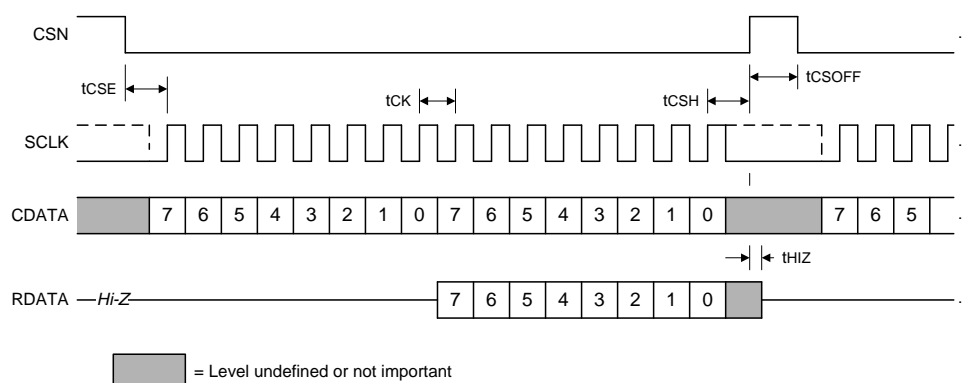 CSN
tCSE
tCK
tCSH
tCSOFF
SCLK
CDATA 7 6 5 4 3 2 1 0 7 6 5 4 3 2 1 0 7 6 5
tHIZ
RDATA Hi-Z 7 6 5 4 3 2 1 0
= Level undefined or not important